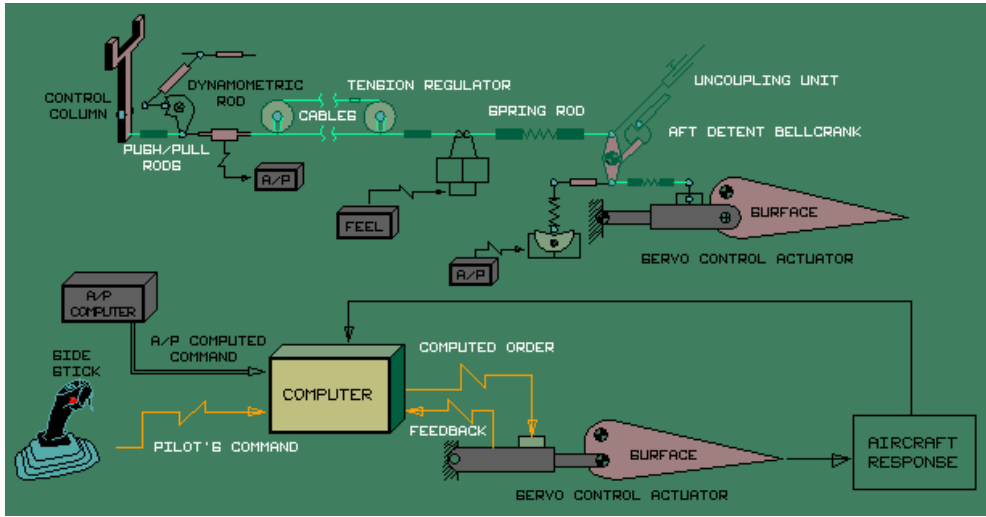 CONTROL
COLUMN
DYNAMOMETRIC
ROD
PUSH/PULL
RODS
A/P
CABLES
TENSION REGULATOR
FEEL
SPRING ROD
UNCOUPLING UNIT
AFT DETENT BELLCRANK
A/P
SURFACE
SERVO CONTROL ACTUATOR
A/P
COMPUTER
A/P COMPUTED
COMMAND
SIDE
STICK
PILOT'S COMMAND
COMPUTER
COMPUTED ORDER
FEEDBACK
SURFACE
SERVO CONTROL ACTUATOR
AIRCRAFT
RESPONSE